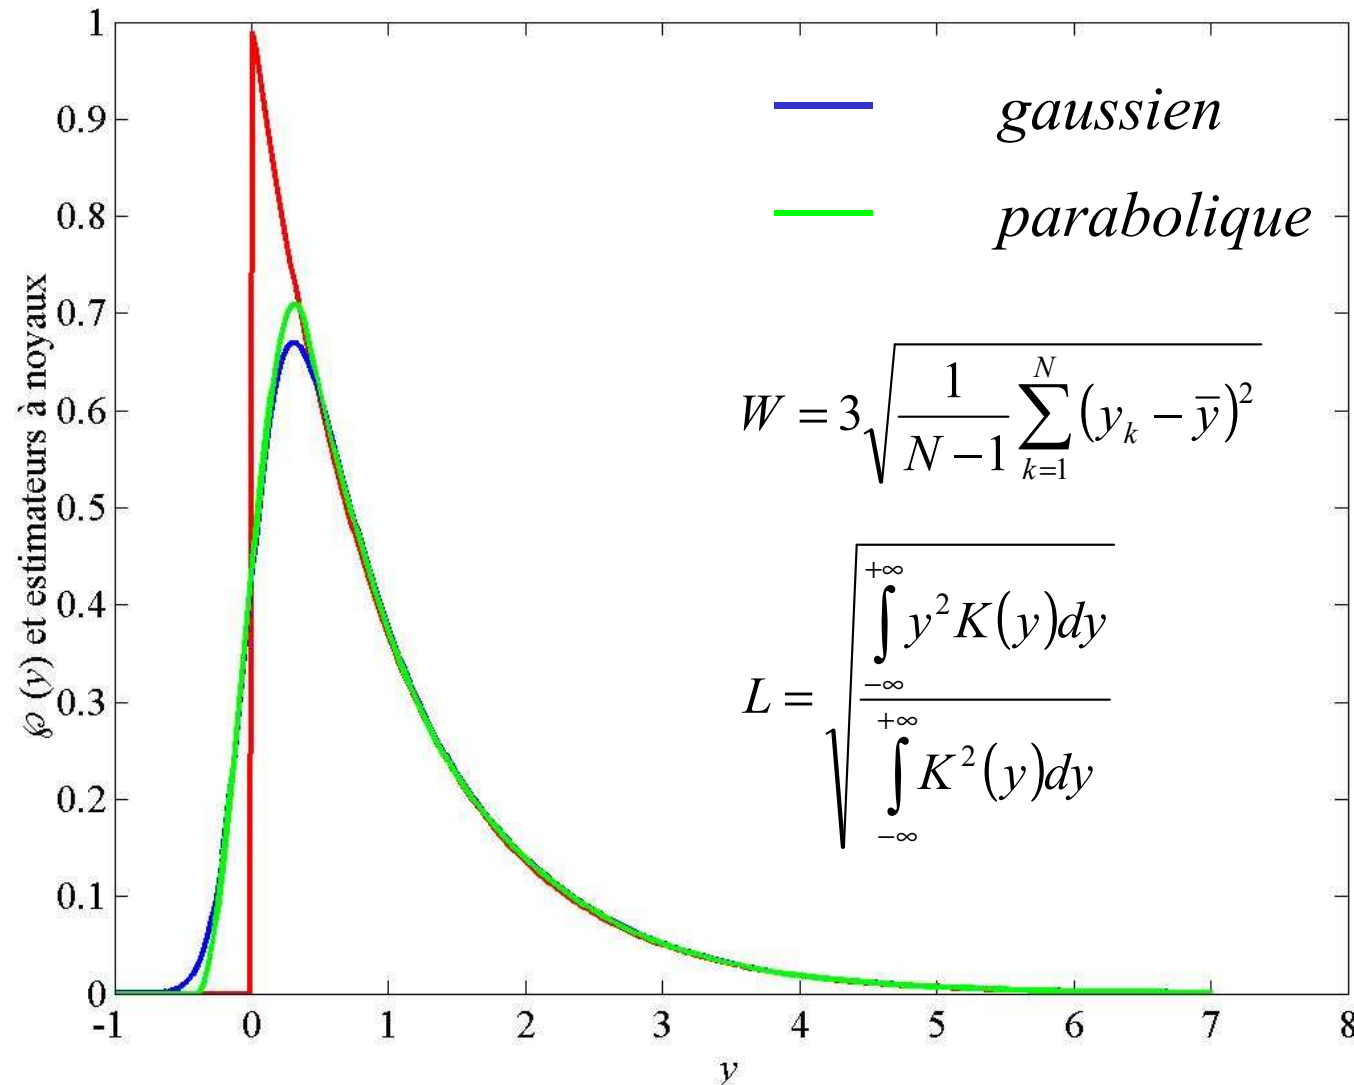 1
0.9
0.8
0.7
0.6
0.5
0.4
0.3
0.2
0.1
0
℘ (y) et estimateurs à noyaux
gaussien
parabolique
W = 3√(1/(N−1) ∑_{k=1}^{N} (y_k − ȳ)²)
L = √(∫_{−∞}^{+∞} y² K(y)dy / ∫_{−∞}^{+∞} K²(y)dy)
-1 0 1 2 3 4 5 6 7 8
y